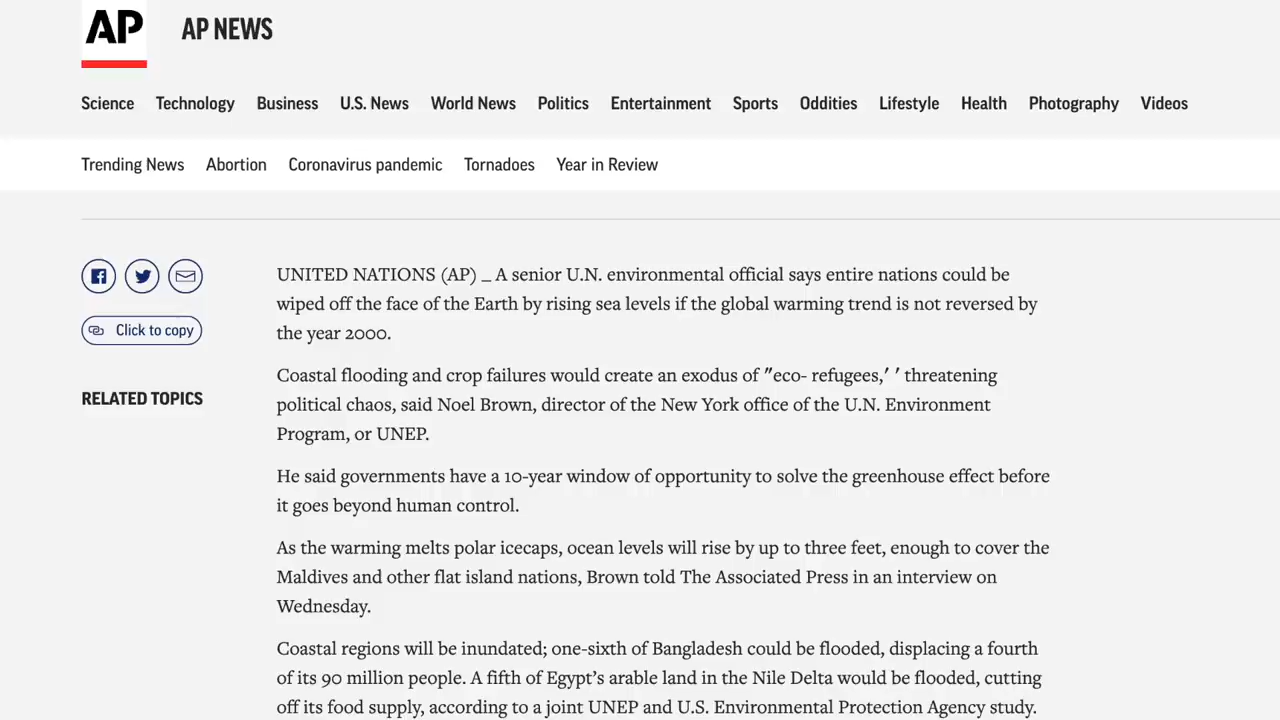 AP AP NEWS
Science Technology Business U.S. News World News Politics Entertainment Sports Oddities Lifestyle Health Photography Videos
Trending News Abortion Coronavirus pandemic Tornadoes Year in Review
Click to copy
RELATED TOPICS
UNITED NATIONS (AP) _ A senior U.N. environmental official says entire nations could be
wiped off the face of the Earth by rising sea levels if the global warming trend is not reversed by
the year 2000.
Coastal flooding and crop failures would create an exodus of "eco- refugees,' ' threatening
political chaos, said Noel Brown, director of the New York office of the U.N. Environment
Program, or UNEP.
He said governments have a 10-year window of opportunity to solve the greenhouse effect before
it goes beyond human control.
As the warming melts polar icecaps, ocean levels will rise by up to three feet, enough to cover the
Maldives and other flat island nations, Brown told The Associated Press in an interview on
Wednesday.
Coastal regions will be inundated; one-sixth of Bangladesh could be flooded, displacing a fourth
of its 90 million people. A fifth of Egypt's arable land in the Nile Delta would be flooded, cutting
off its food supply, according to a joint UNEP and U.S. Environmental Protection Agency study.